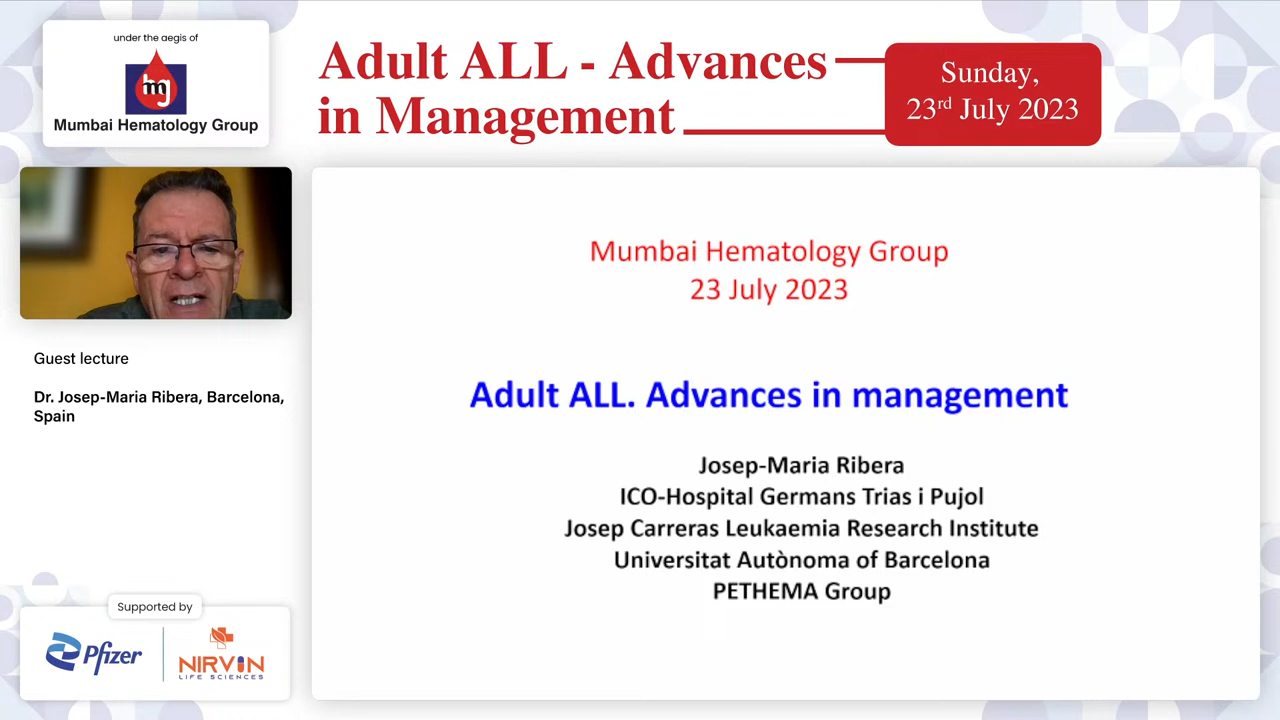 under the aegis of
mg
Mumbai Hematology Group
Adult ALL - Advances
in Management
Sunday,
23rd July 2023
Guest lecture
Dr. Josep-Maria Ribera, Barcelona,
Spain
Mumbai Hematology Group
23 July 2023
Adult ALL. Advances in management
Josep-Maria Ribera
ICO-Hospital Germans Trias i Pujol
Josep Carreras Leukaemia Research Institute
Universitat Autònoma of Barcelona
PETHEMA Group
Supported by
Pfizer
NIRVIN
LIFE SCIENCES